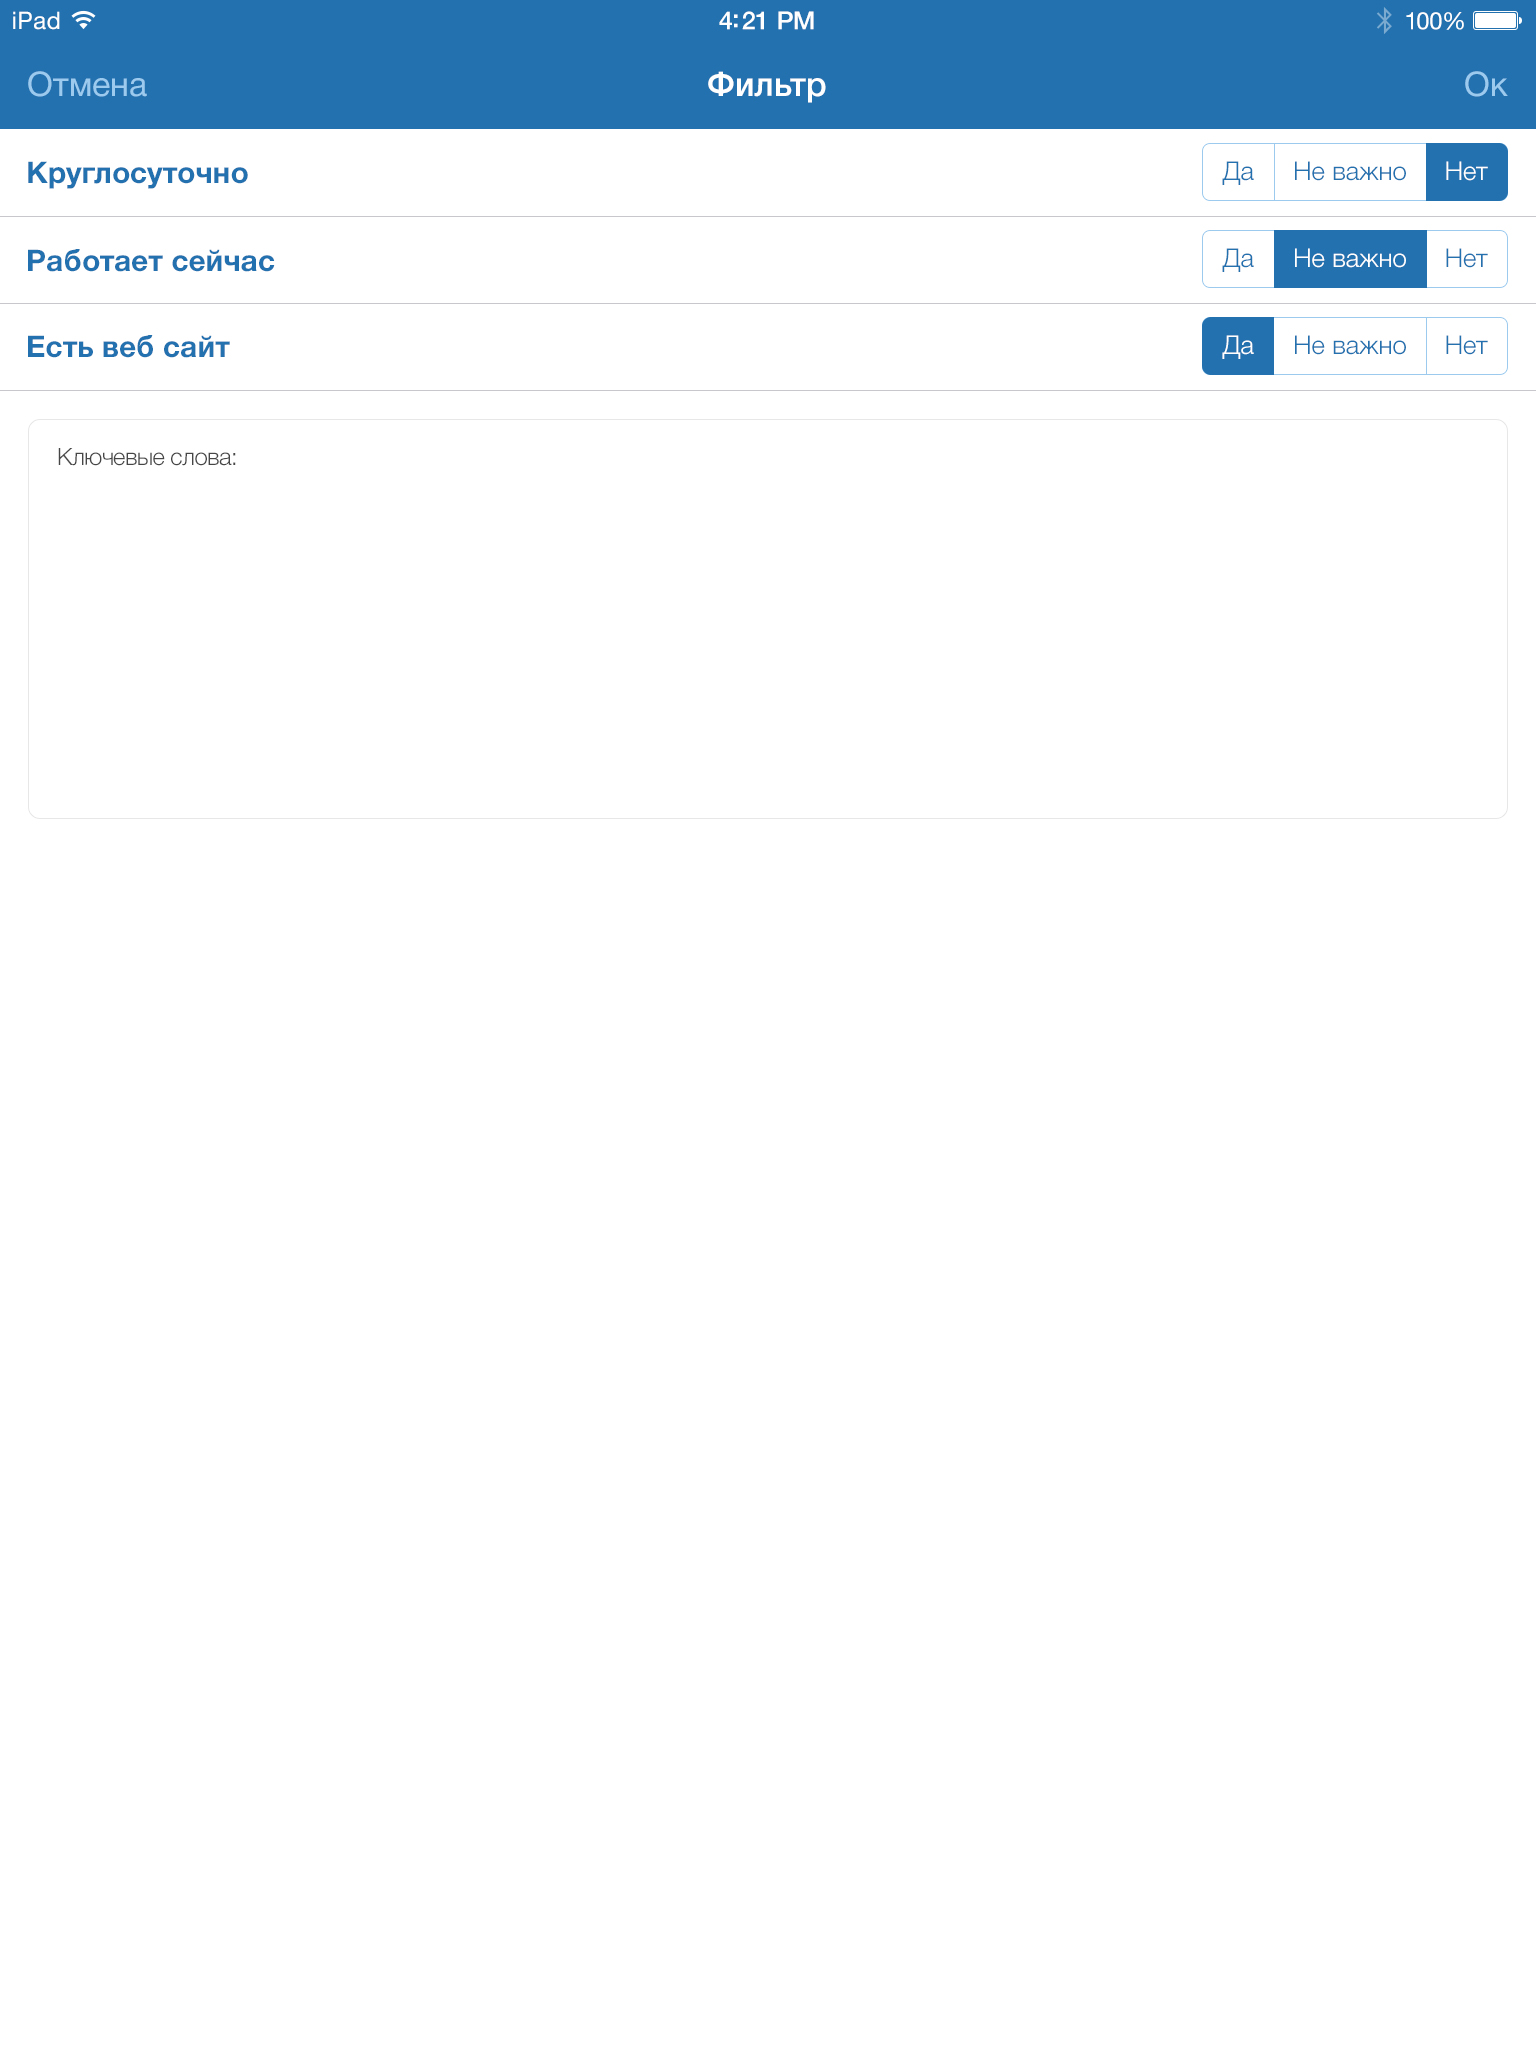 iPad 4:21 PM 100%
Отмена Фильтр Ок
Круглосуточно Да Не важно Нет
Работает сейчас Да Не важно Нет
Есть веб сайт Да Не важно Нет
Ключевые слова: